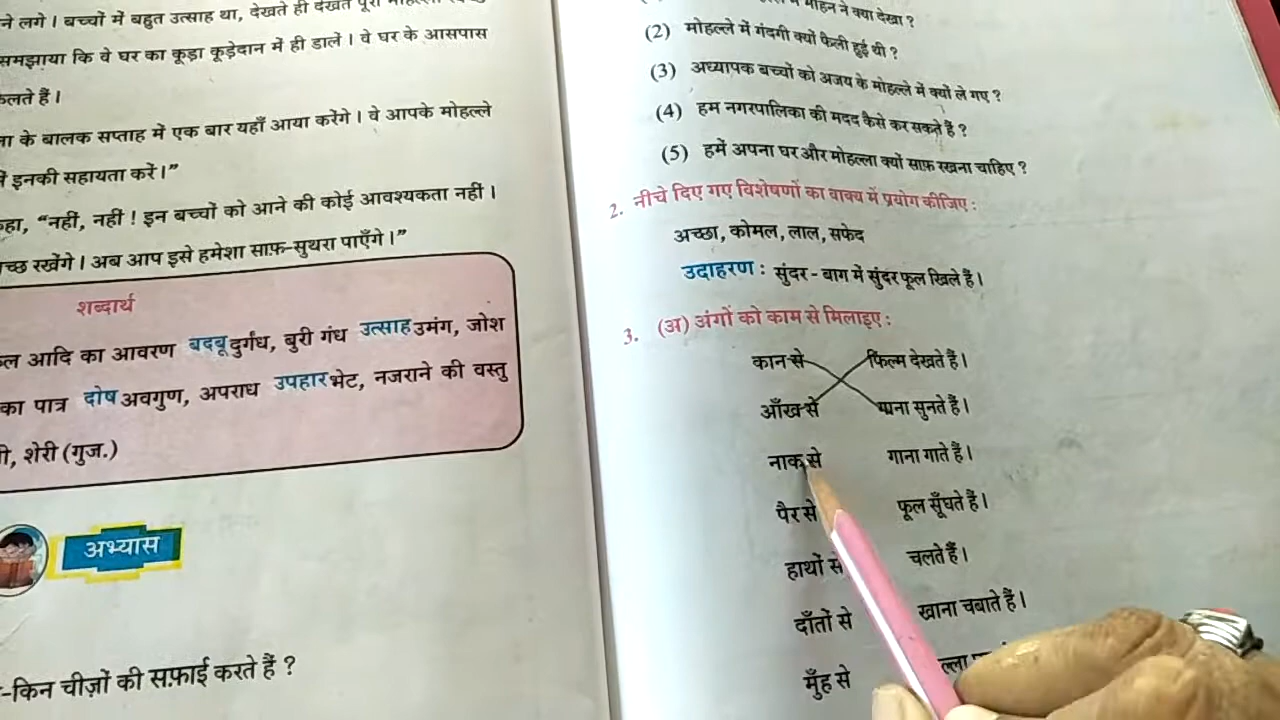 ने लगे । बच्चों में बहुत उत्साह था, देखते ही देखते पूरा
समझाया कि वे घर का कूड़ा कूड़ेदान में ही डालें । वे घर के आसपास
हैं ।
के बालक सप्ताह में एक बार यहाँ आया करेंगे । वे आपके मोहल्ले
इनकी सहायता करें ।”
“नहीं, नहीं ! इन बच्चों को आने की कोई आवश्यकता नहीं ।
रखेंगे । अब आप इसे हमेशा साफ़-सुथरा पाएँगे ।”
शब्दार्थ
आदि का आवरण बदबू दुर्गंध, बुरी गंध उत्साह उमंग, जोश
का पात्र दोष अवगुण, अपराध उपहार भेंट, नजराने की वस्तु
शेरी (गुज.)
अभ्यास
-किन चीज़ों की सफ़ाई करते हैं ?
मोहन ने क्या देखा ?
(2) मोहल्ले में गंदगी क्यों फैली हुई थी ?
(3) अध्यापक बच्चों को अजय के मोहल्ले में क्यों ले गए ?
(4) हम नगरपालिका की मदद कैसे कर सकते हैं ?
(5) हमें अपना घर और मोहल्ला क्यों साफ़ रखना चाहिए ?
2. नीचे दिए गए विशेषणों का वाक्य में प्रयोग कीजिए :
अच्छा, कोमल, लाल, सफेद
उदाहरण : सुंदर - बाग में सुंदर फूल खिले हैं ।
3. (अ) अंगों को काम से मिलाइए :
कान से फिल्म देखते हैं ।
आँख से गाना सुनते हैं ।
नाक से गाना गाते हैं ।
पैर से फूल सूँघते हैं ।
हाथों से चलते हैं ।
दाँतों से खाना चबाते हैं ।
मुँह से